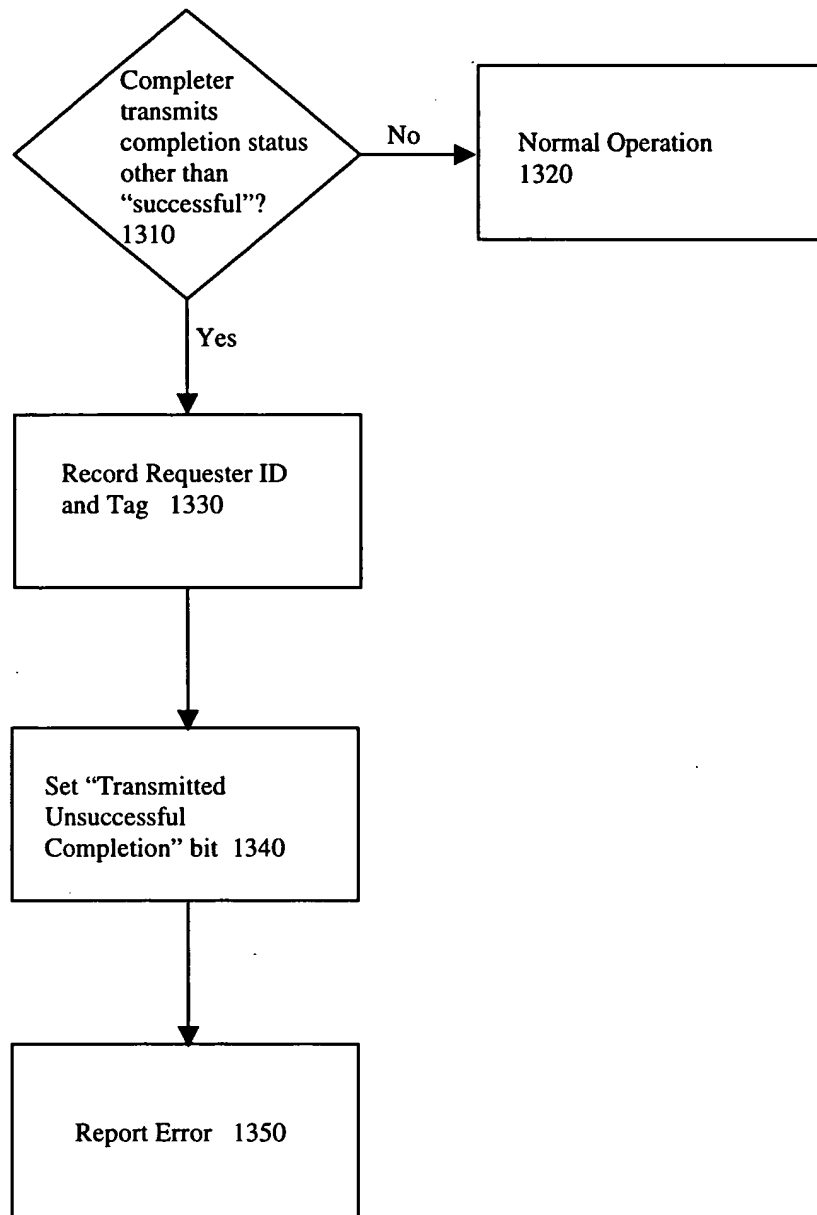 Completer
transmits
completion status
other than
“successful”?
1310
No
Normal Operation
1320
Yes
Record Requester ID
and Tag 1330
Set “Transmitted
Unsuccessful
Completion” bit 1340
Report Error 1350